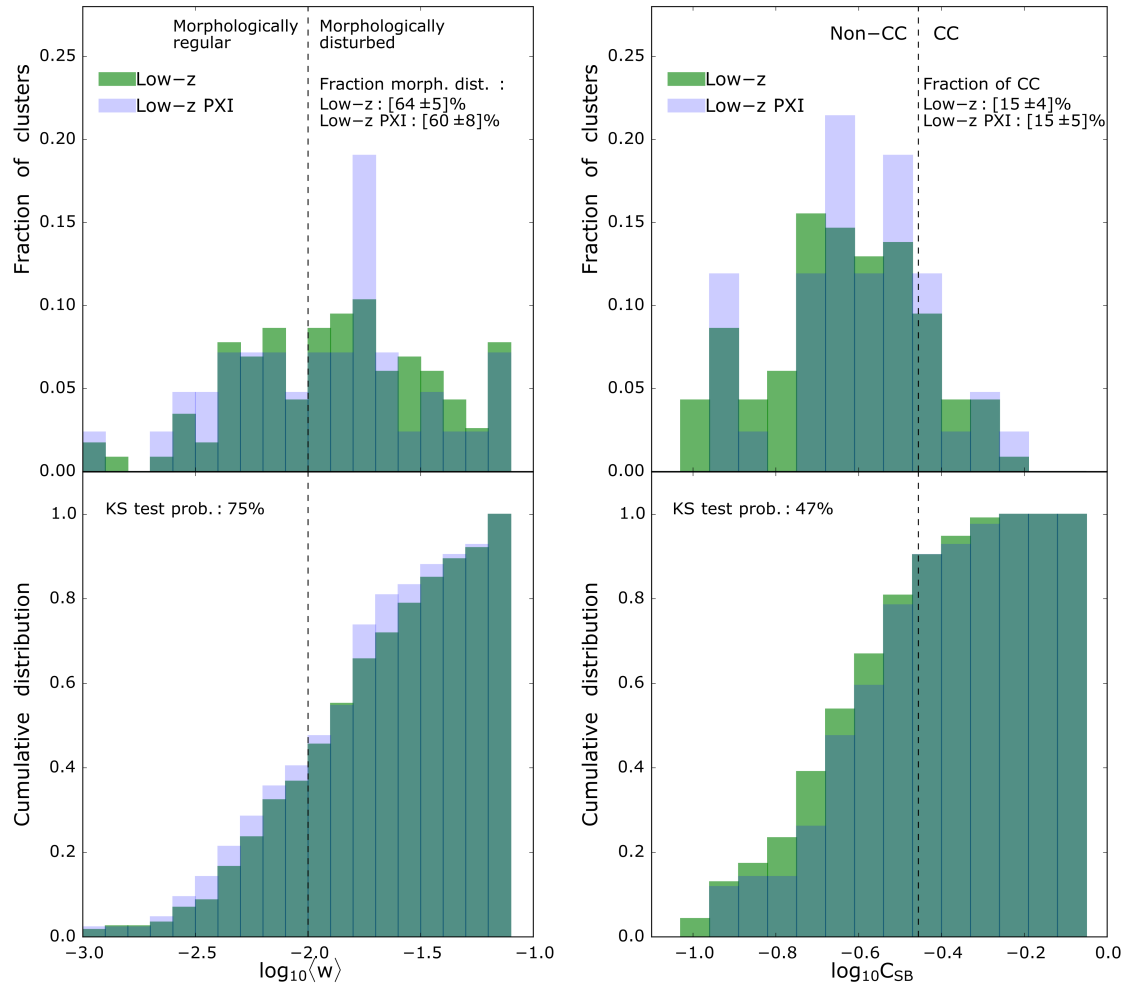 Morphologically
regular
Morphologically
disturbed
Low−z
Low−z PXI
Fraction morph. dist. :
Low−z : [64 ±5]%
Low−z PXI : [60 ±8]%
Fraction of clusters
0.25
0.20
0.15
0.10
0.05
0.00
Non−CC
CC
Low−z
Low−z PXI
Fraction of CC
Low−z : [15 ±4]%
Low−z PXI : [15 ±5]%
Fraction of clusters
0.25
0.20
0.15
0.10
0.05
0.00
KS test prob. : 75%
Cumulative distribution
1.0
0.8
0.6
0.4
0.2
0.0
−3.0 −2.5 −2.0 −1.5 −1.0
log₁₀⟨w⟩
KS test prob. : 47%
Cumulative distribution
1.0
0.8
0.6
0.4
0.2
0.0
−1.0 −0.8 −0.6 −0.4 −0.2 0.0
log₁₀C_SB